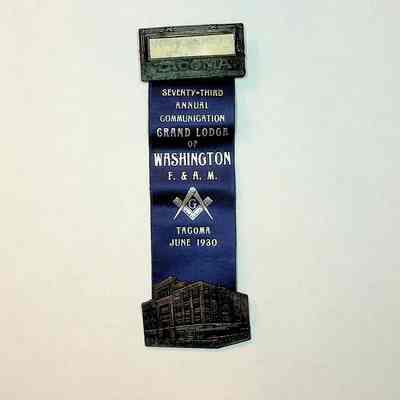 TACOMA
SEVENTY-THIRD
ANNUAL
COMMUNICATION
GRAND LODGE
OF
WASHINGTON
F. & A. M.
G
TACOMA
JUNE 1930